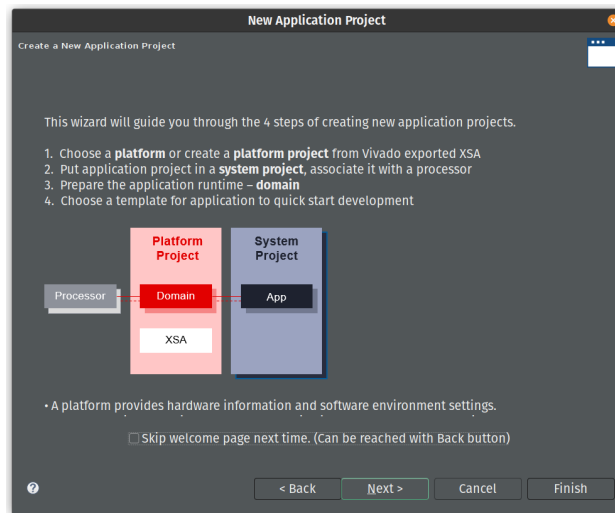 New Application Project
Create a New Application Project
This wizard will guide you through the 4 steps of creating new application projects.
1. Choose a platform or create a platform project from Vivado exported XSA
2. Put application project in a system project, associate it with a processor
3. Prepare the application runtime – domain
4. Choose a template for application to quick start development
Platform
Project
System
Project
Processor
Domain
App
XSA
• A platform provides hardware information and software environment settings.
Skip welcome page next time. (Can be reached with Back button)
? < Back Next > Cancel Finish